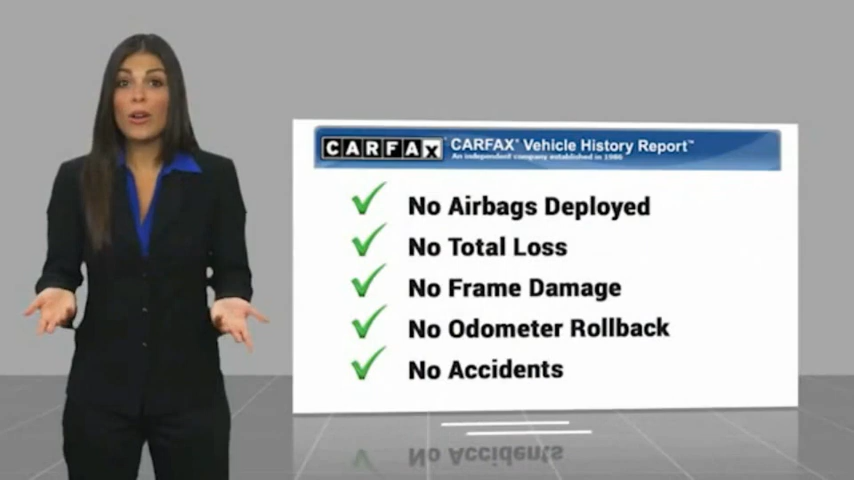 CARFAX CARFAX® Vehicle History Report™
An independent company established in 1986
No Airbags Deployed
No Total Loss
No Frame Damage
No Odometer Rollback
No Accidents
No Accidents